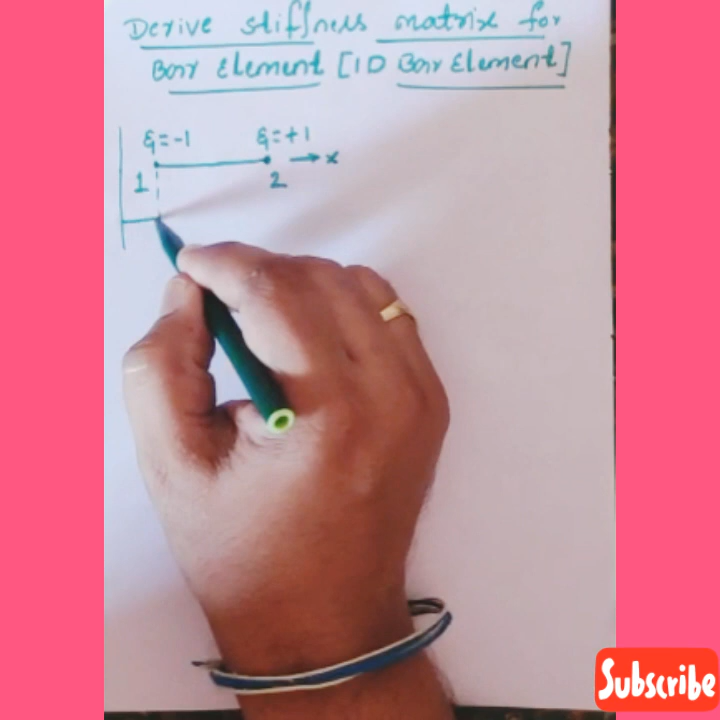 Derive stiffness matrix for
Bar Element [1D Bar Element]
ξ=-1 ξ=+1
→ x
1 2
Subscribe